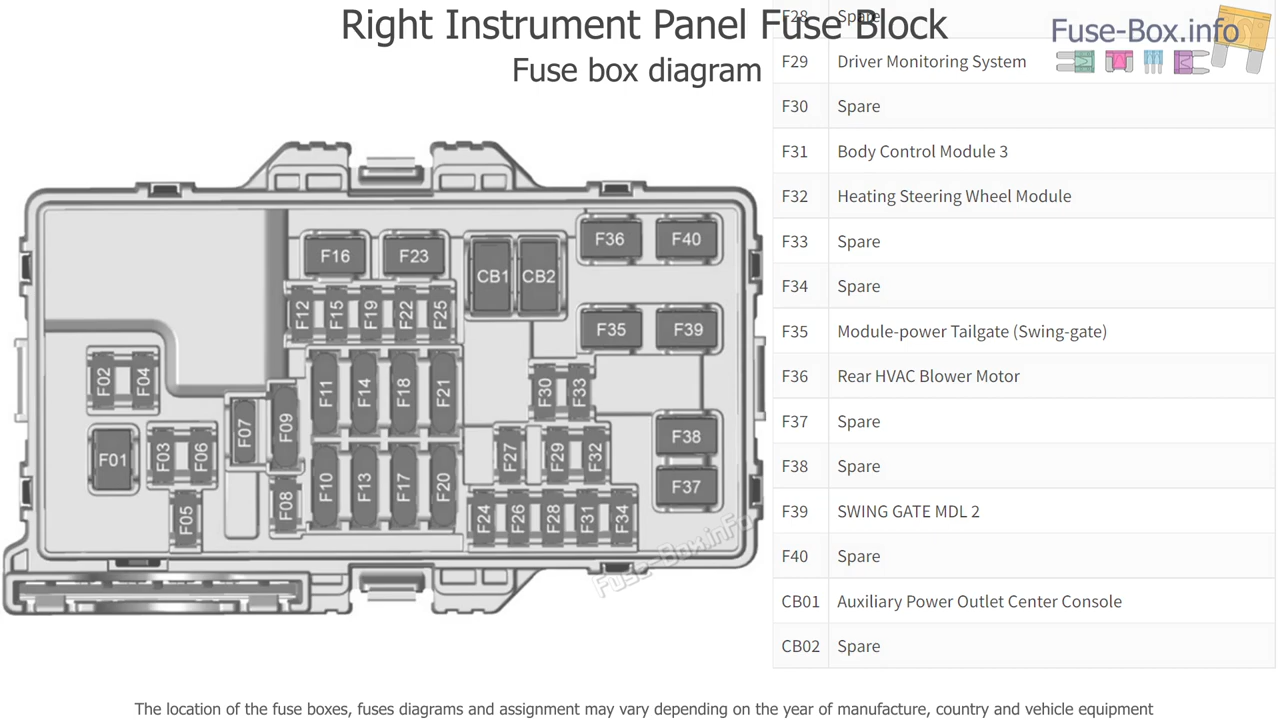 Right Instrument Panel Fuse Block
Fuse box diagram
Fuse-Box.info
F28 Spare
F29 Driver Monitoring System
F30 Spare
F31 Body Control Module 3
F32 Heating Steering Wheel Module
F33 Spare
F34 Spare
F35 Module-power Tailgate (Swing-gate)
F36 Rear HVAC Blower Motor
F37 Spare
F38 Spare
F39 SWING GATE MDL 2
F40 Spare
CB01 Auxiliary Power Outlet Center Console
CB02 Spare
F36 F40
F16 F23 CB1 CB2
F12 F15 F19 F22 F25
F35 F39
F02 F04 F11 F14 F18 F21 F30 F33
F07 F09 F38
F01 F03 F06 F27 F29 F32
F10 F13 F17 F20 F37
F05 F08 F24 F26 F28 F31 F34
Fuse-Box.info
The location of the fuse boxes, fuses diagrams and assignment may vary depending on the year of manufacture, country and vehicle equipment